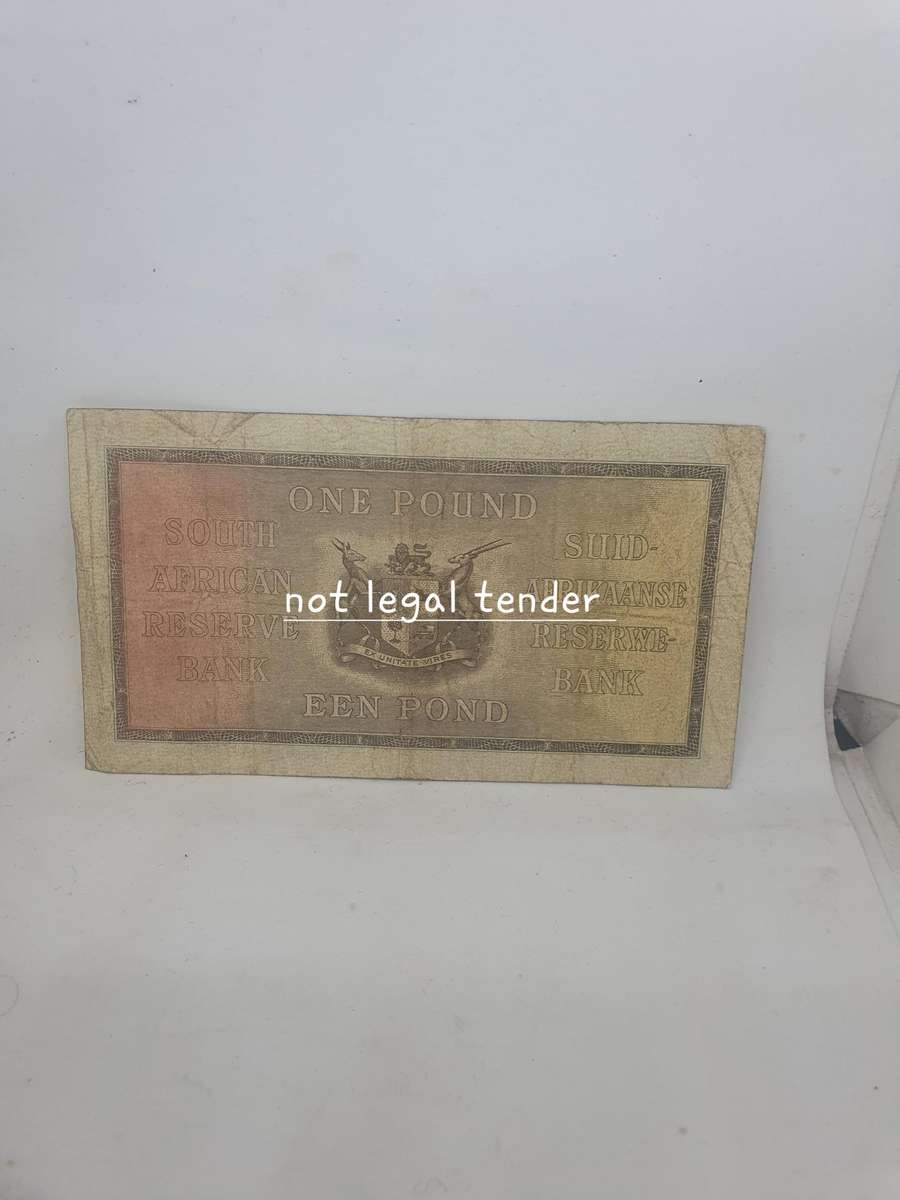 ONE POUND
SOUTH
AFRICAN
RESERVE
BANK
SUID-
AFRIKAANSE
RESERWE-
BANK
EX UNITATE VIRES
EEN POND
not legal tender